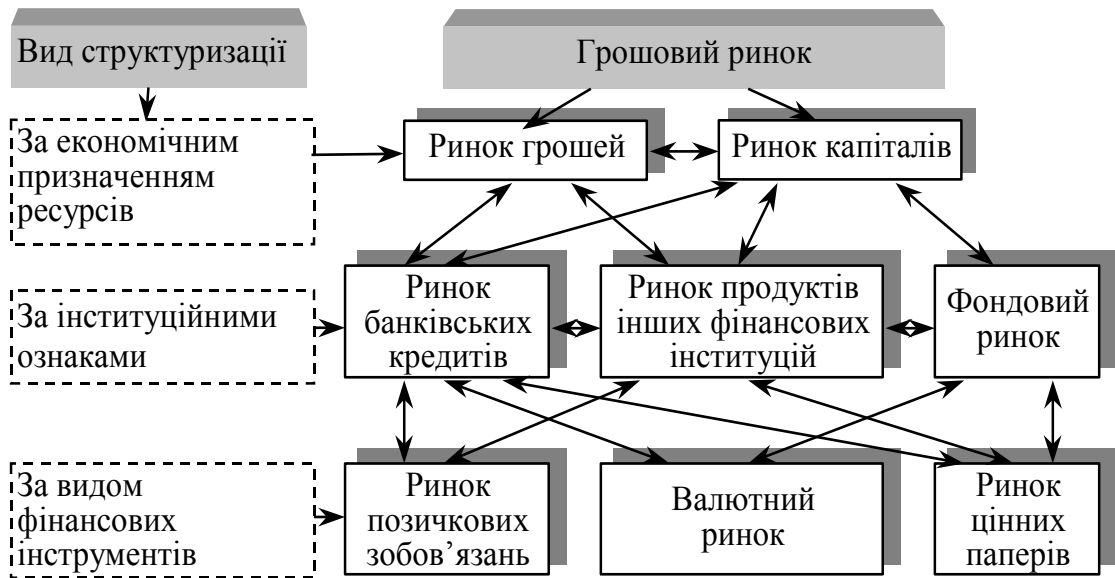 Вид структуризації
Грошовий ринок
За економічним
призначенням
ресурсів
Ринок грошей
Ринок капіталів
За інституційними
ознаками
Ринок
банківських
кредитів
Ринок продуктів
інших фінансових
інституцій
Фондовий
ринок
За видом
фінансових
інструментів
Ринок
позичкових
зобов’язань
Валютний
ринок
Ринок
цінних
паперів